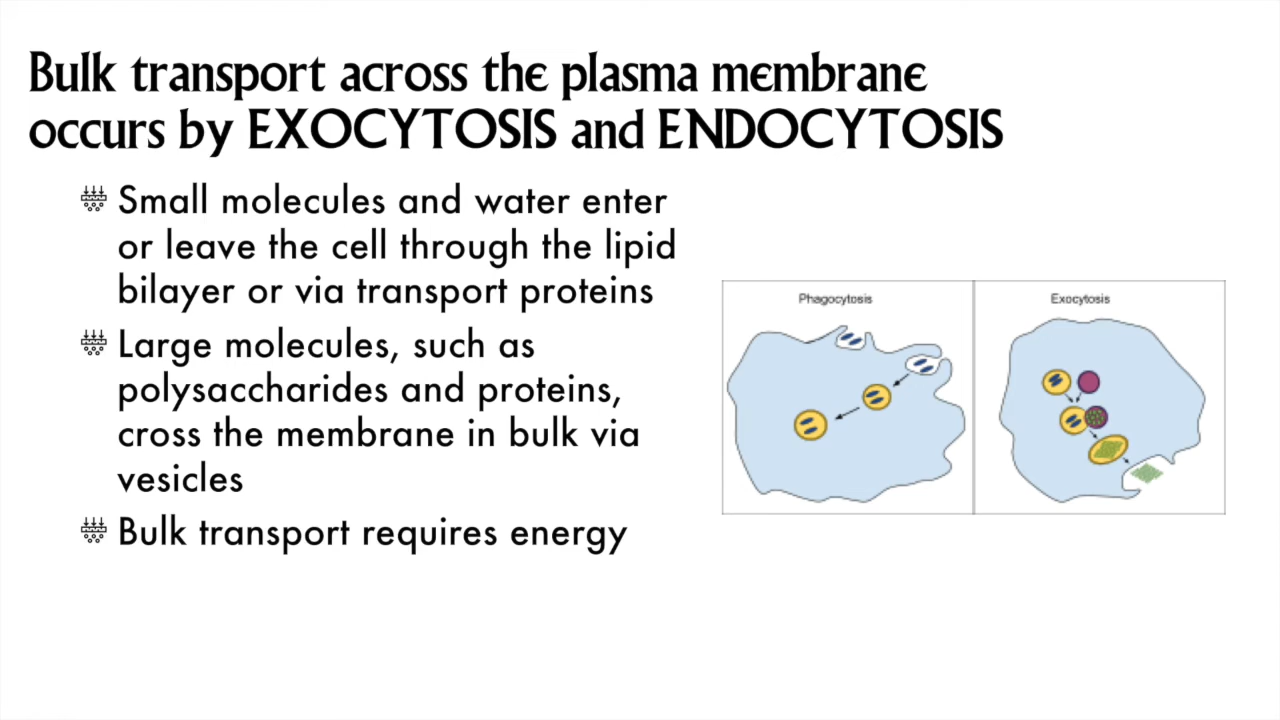 Bulk transport across the plasma membrane
occurs by EXOCYTOSIS and ENDOCYTOSIS
Small molecules and water enter
or leave the cell through the lipid
bilayer or via transport proteins
Large molecules, such as
polysaccharides and proteins,
cross the membrane in bulk via
vesicles
Bulk transport requires energy
Phagocytosis
Exocytosis